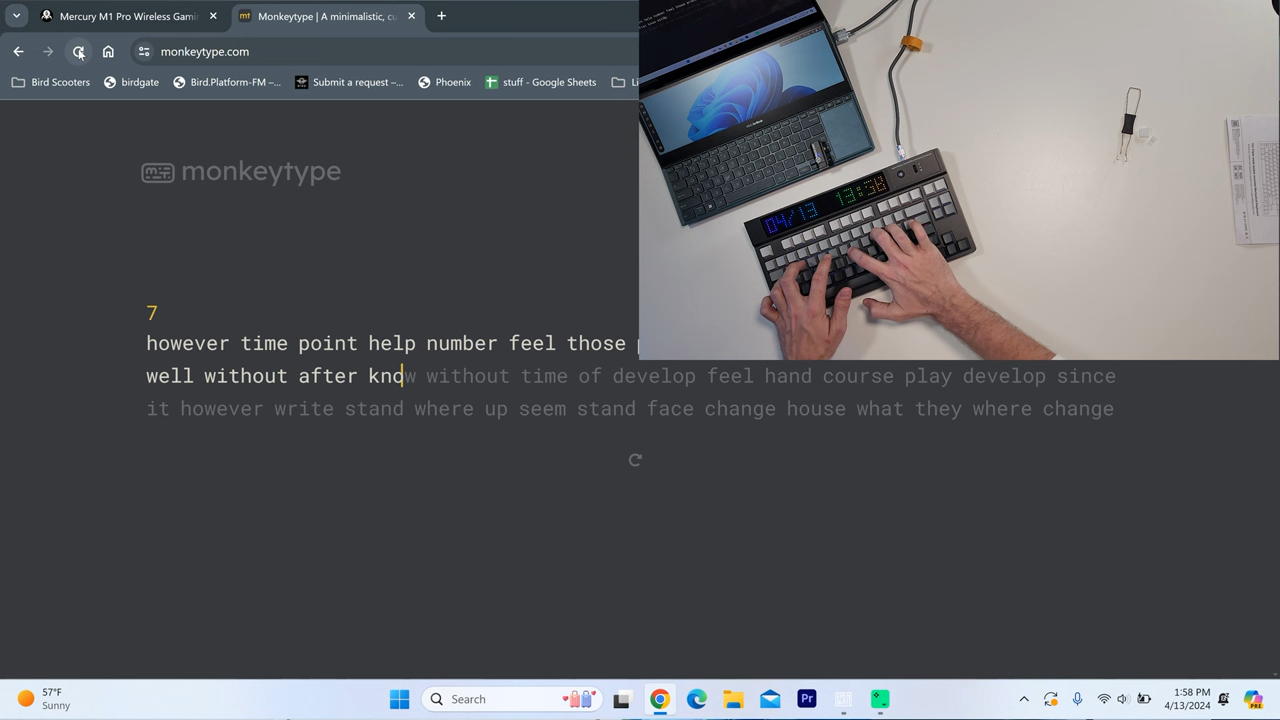 Mercury M1 Pro Wireless Gami
Monkeytype | A minimalistic, cu
monkeytype.com
Bird Scooters
birdgate
Bird.Platform-FM –...
Submit a request –...
Phoenix
stuff - Google Sheets
Li
monkeytype
04/13 13:58
7
however time point help number feel those
well without after know without time of develop feel hand course play develop since
it however write stand where up seem stand face change house what they where change
57°F
Sunny
Search
Pr
1:58 PM
4/13/2024
PRE